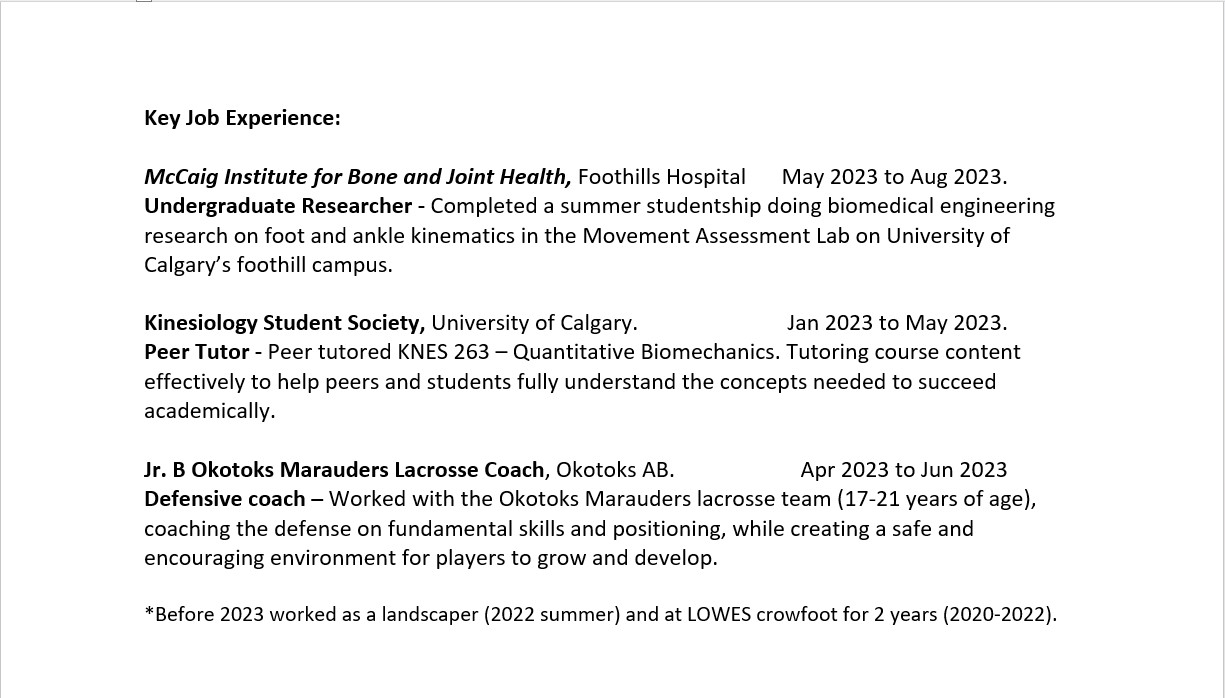 Key Job Experience:
McCaig Institute for Bone and Joint Health, Foothills Hospital May 2023 to Aug 2023.
Undergraduate Researcher - Completed a summer studentship doing biomedical engineering
research on foot and ankle kinematics in the Movement Assessment Lab on University of
Calgary’s foothill campus.
Kinesiology Student Society, University of Calgary. Jan 2023 to May 2023.
Peer Tutor - Peer tutored KNES 263 – Quantitative Biomechanics. Tutoring course content
effectively to help peers and students fully understand the concepts needed to succeed
academically.
Jr. B Okotoks Marauders Lacrosse Coach, Okotoks AB. Apr 2023 to Jun 2023
Defensive coach – Worked with the Okotoks Marauders lacrosse team (17-21 years of age),
coaching the defense on fundamental skills and positioning, while creating a safe and
encouraging environment for players to grow and develop.
*Before 2023 worked as a landscaper (2022 summer) and at LOWES crowfoot for 2 years (2020-2022).